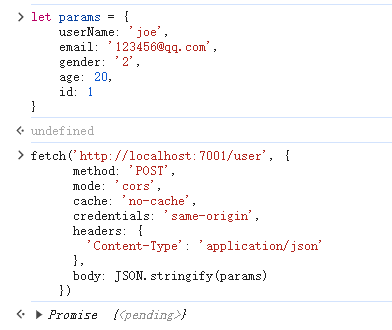 let params = {
userName: 'joe',
email: '123456@qq.com',
gender: '2',
age: 20,
id: 1
}
undefined
fetch('http://localhost:7001/user', {
method: 'POST',
mode: 'cors',
cache: 'no-cache',
credentials: 'same-origin',
headers: {
'Content-Type': 'application/json'
},
body: JSON.stringify(params)
})
Promise {<pending>}